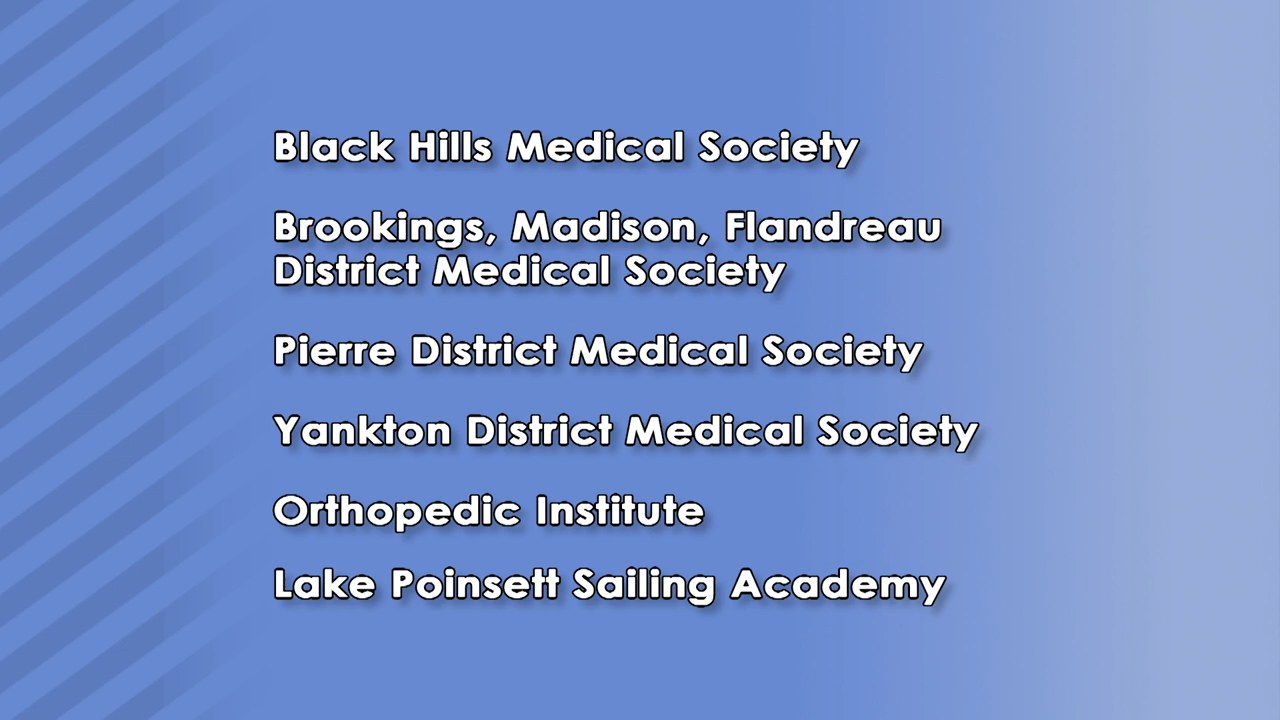 Black Hills Medical Society
Brookings, Madison, Flandreau
District Medical Society
Pierre District Medical Society
Yankton District Medical Society
Orthopedic Institute
Lake Poinsett Sailing Academy